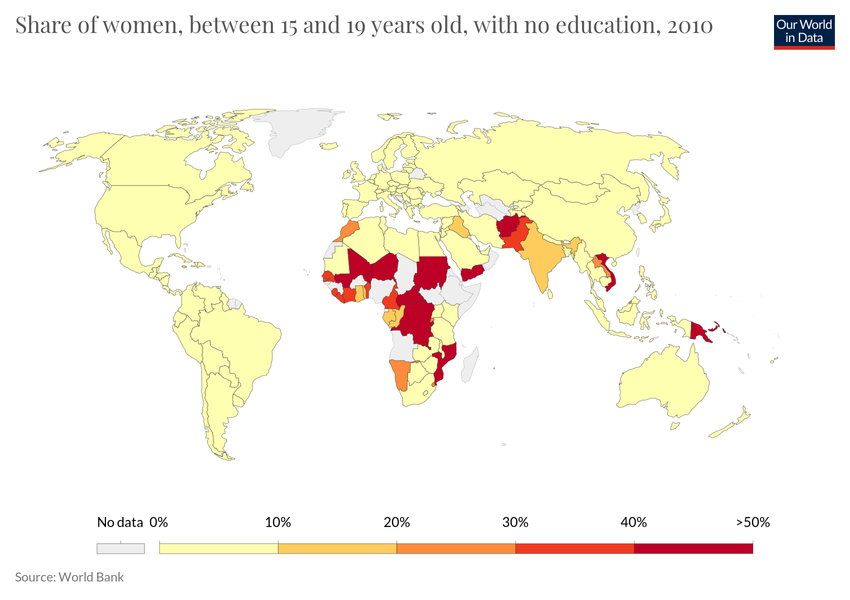 Share of women, between 15 and 19 years old, with no education, 2010
Our World
in Data
No data 0% 10% 20% 30% 40% >50%
Source: World Bank